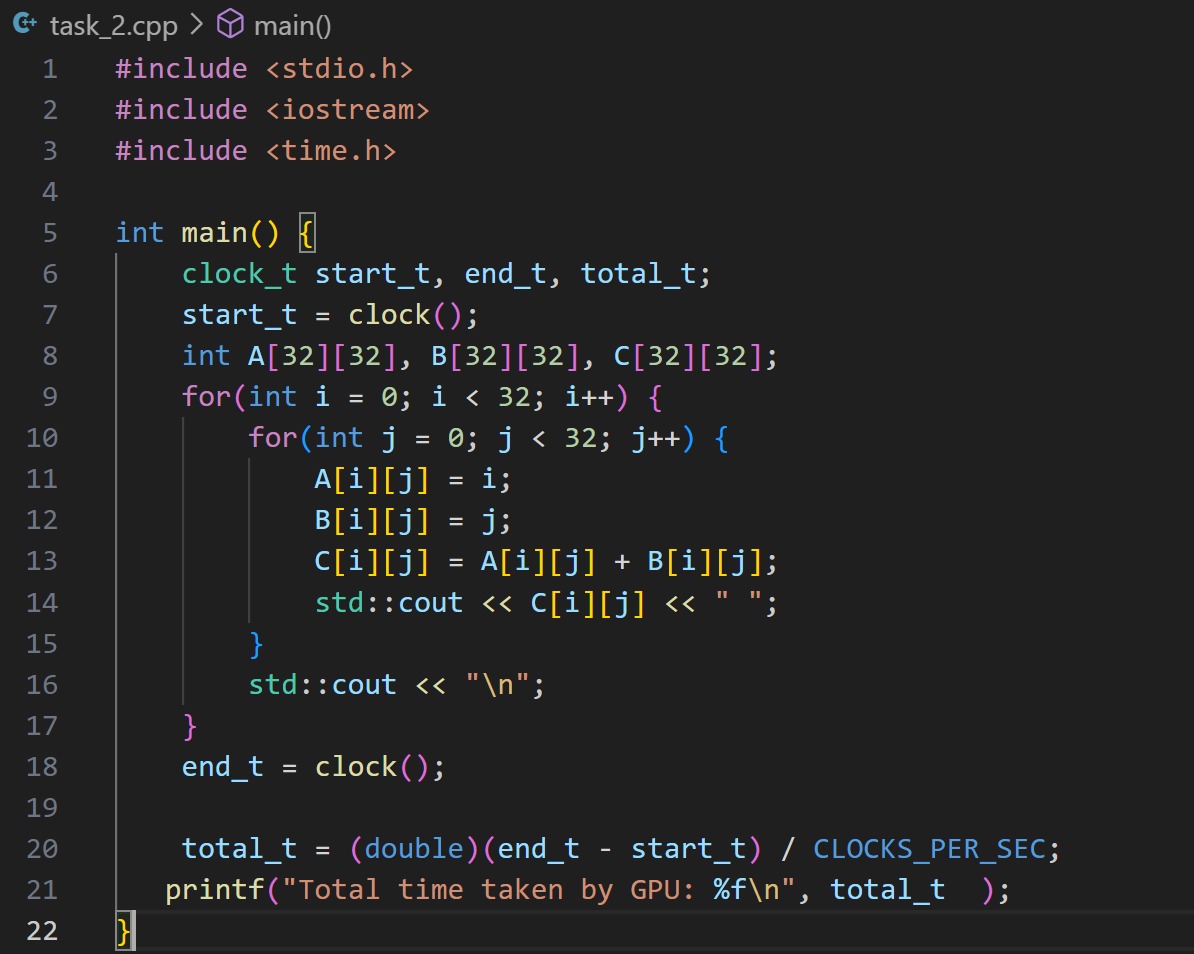 task_2.cpp > main()
1 #include <stdio.h>
2 #include <iostream>
3 #include <time.h>
4
5 int main() {
6     clock_t start_t, end_t, total_t;
7     start_t = clock();
8     int A[32][32], B[32][32], C[32][32];
9     for(int i = 0; i < 32; i++) {
10         for(int j = 0; j < 32; j++) {
11             A[i][j] = i;
12             B[i][j] = j;
13             C[i][j] = A[i][j] + B[i][j];
14             std::cout << C[i][j] << " ";
15         }
16         std::cout << "\n";
17     }
18     end_t = clock();
19
20     total_t = (double)(end_t - start_t) / CLOCKS_PER_SEC;
21    printf("Total time taken by GPU: %f\n", total_t  );
22 }